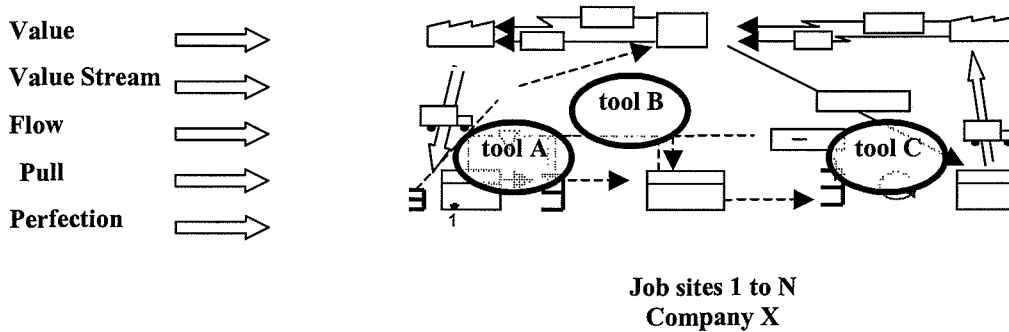 Value
Value Stream
Flow
Pull
Perfection
tool B
tool A
tool C
1
Job sites 1 to N
Company X